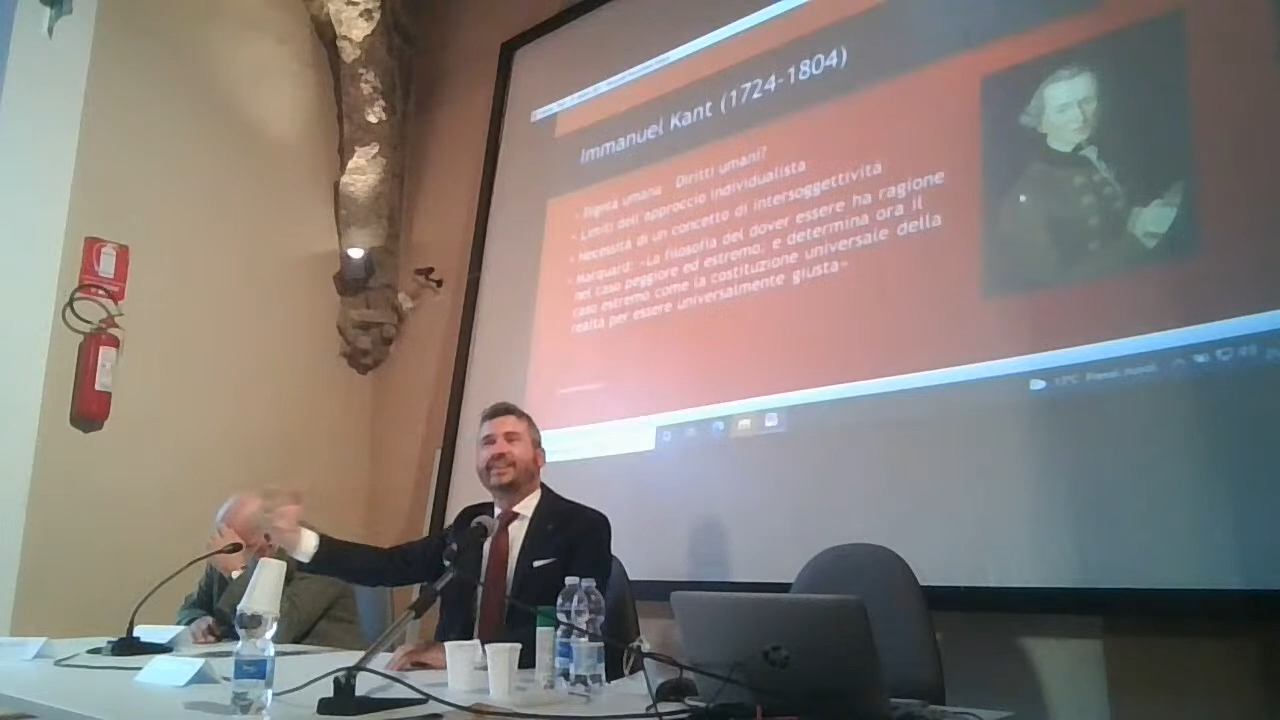 Immanuel Kant (1724-1804)
Dignità umana Diritti umani?
Limiti dell'approccio individualista
Necessità di un concetto di intersoggettività
Marquard: «La filosofia del dover essere ha ragione
nel caso peggiore ed estremo, e determina ora il
caso estremo come la costituzione universale della
realtà per essere universalmente giusta»